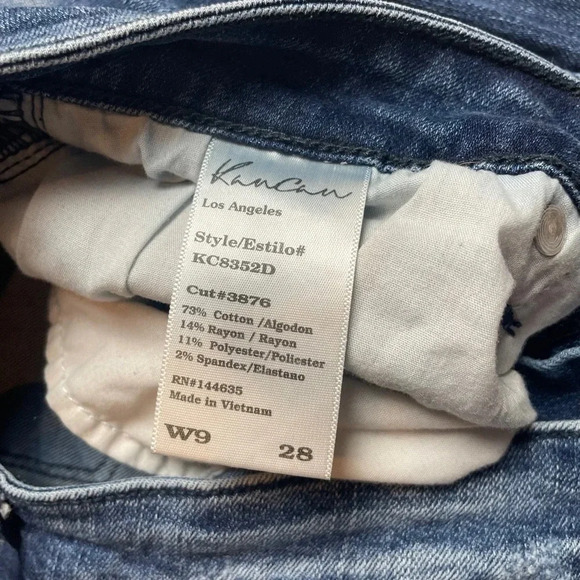 KanCan
Los Angeles
Style/Estilo#
KC8352D
Cut#3876
73% Cotton /Algodon
14% Rayon / Rayon
11% Polyester/Policiester
2% Spandex/Elastano
RN#144635
Made in Vietnam
W9 28